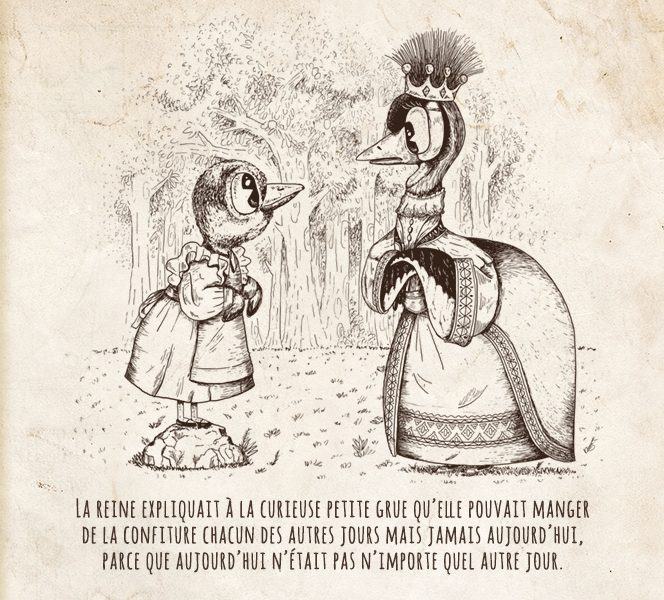 La reine expliquait à la curieuse petite grue qu'elle pouvait manger
de la confiture chacun des autres jours mais jamais aujourd'hui,
parce que aujourd'hui n'était pas n'importe quel autre jour.